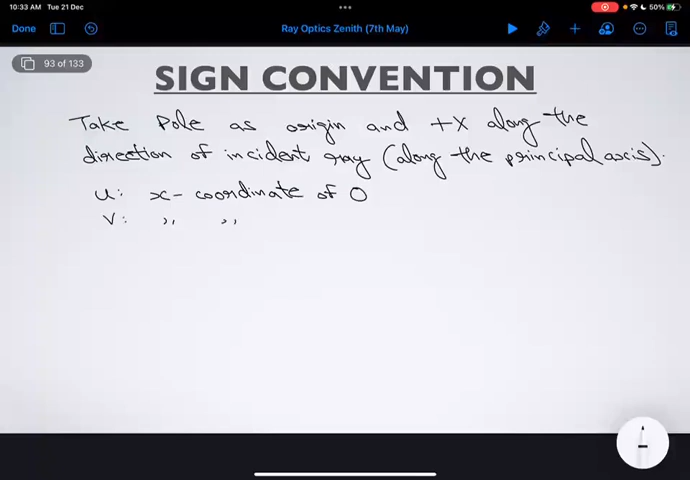 10:33 AM Tue 21 Dec
50%
Done
Ray Optics Zenith (7th May)
93 of 133
SIGN CONVENTION
Take Pole as origin and +x along the
direction of incident ray (along the principal axis).
u: x-coordinate of O
v: ,, ,,